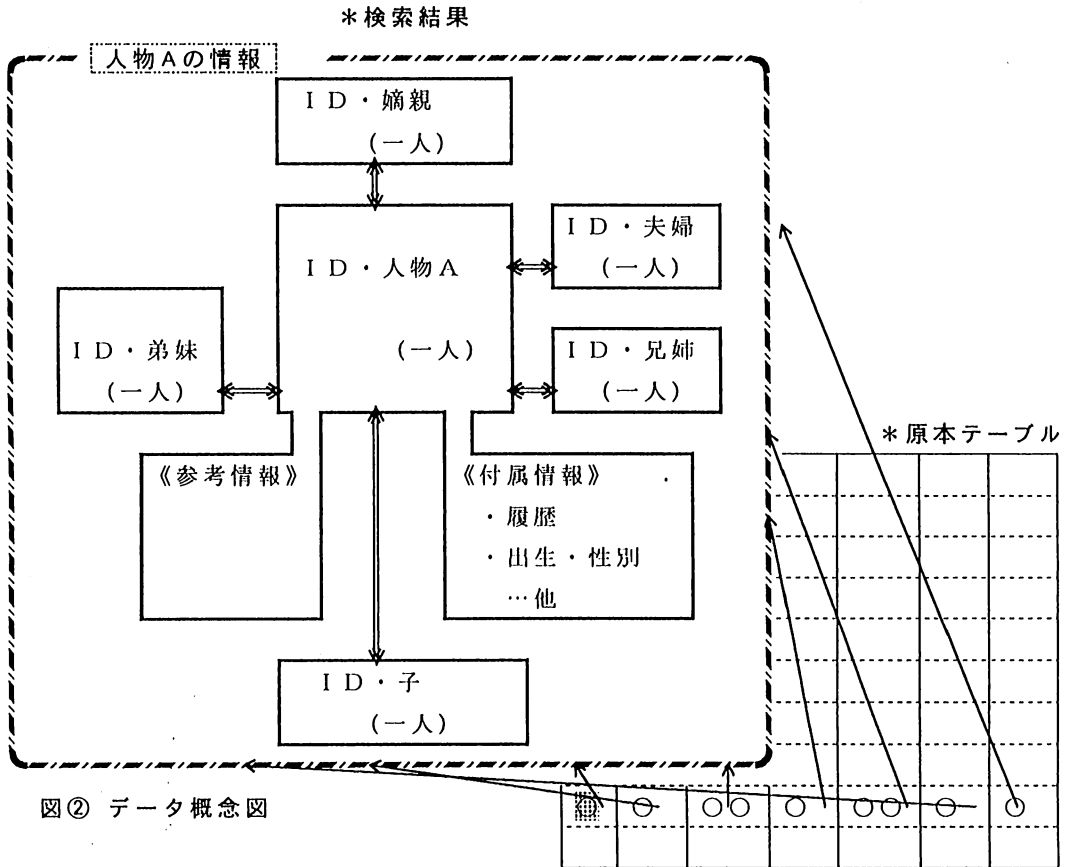 ＊検索結果
人物Aの情報
ＩＤ・嫡親
(一人)
ＩＤ・人物A
(一人)
ＩＤ・夫婦
(一人)
ＩＤ・弟妹
(一人)
ＩＤ・兄姉
(一人)
＊原本テーブル
《参考情報》
《付属情報》
・履歴
・出生・性別
…他
ＩＤ・子
(一人)
図② データ概念図